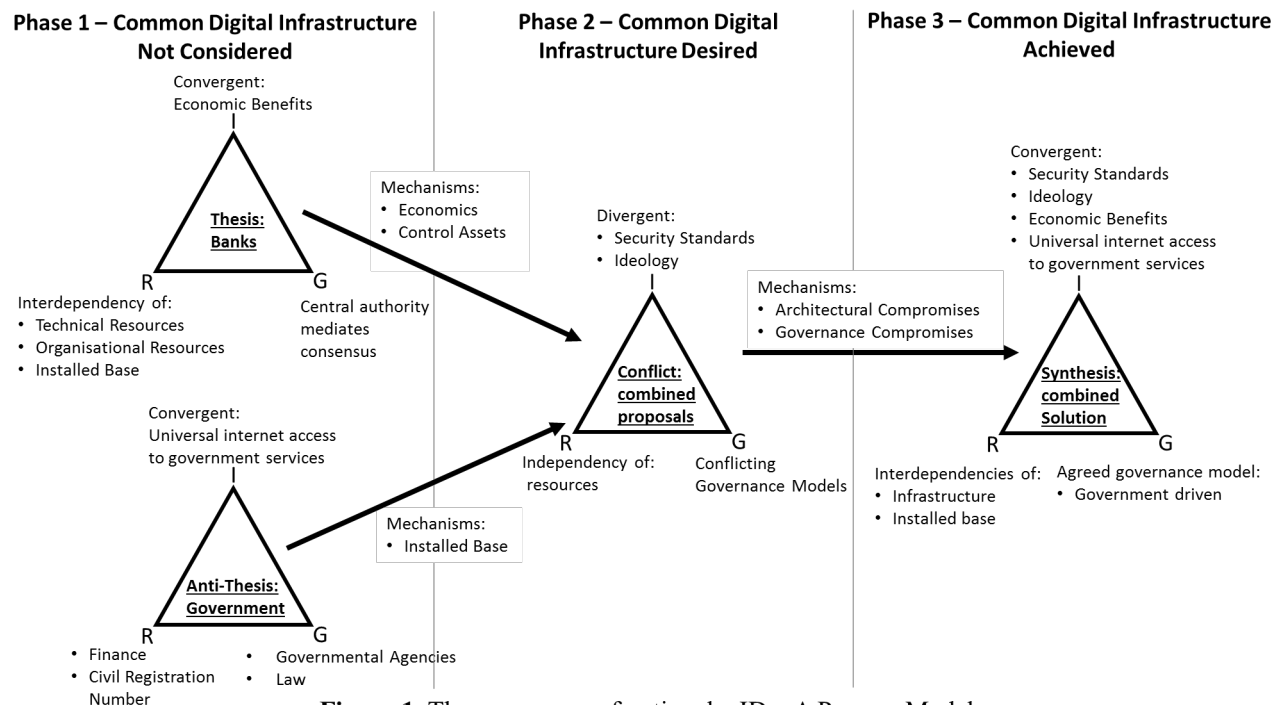 Phase 1 – Common Digital Infrastructure
Not Considered
Phase 2 – Common Digital
Infrastructure Desired
Phase 3 – Common Digital Infrastructure
Achieved
Convergent:
Economic Benefits
I
Thesis:
Banks
R
G
Interdependency of:
• Technical Resources
• Organisational Resources
• Installed Base
Central authority
mediates
consensus
Mechanisms:
• Economics
• Control Assets
Convergent:
Universal internet access
to government services
I
Anti-Thesis:
Government
R
G
• Finance
• Civil Registration
Number
• Governmental Agencies
• Law
Mechanisms:
• Installed Base
Divergent:
• Security Standards
• Ideology
I
Conflict:
combined
proposals
R
G
Independency of:
resources
Conflicting
Governance Models
Mechanisms:
• Architectural Compromises
• Governance Compromises
Convergent:
• Security Standards
• Ideology
• Economic Benefits
• Universal internet access
to government services
I
Synthesis:
combined
Solution
R
G
Interdependencies of:
• Infrastructure
• Installed base
Agreed governance model:
• Government driven